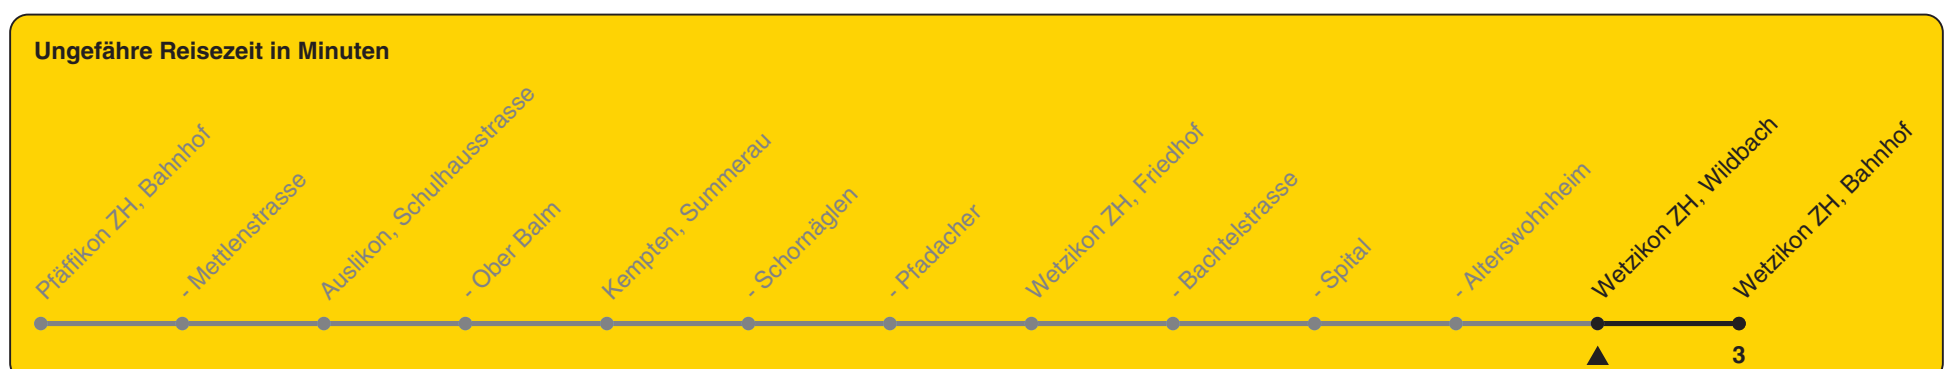 Ungefähre Reisezeit in Minuten
Pfäffikon ZH, Bahnhof
- Mettlenstrasse
Auslikon, Schulhausstrasse
- Ober Balm
Kempten, Summerau
- Schornäglen
- Pfadacher
Wetzikon ZH, Friedhof
- Bachtelstrasse
- Spital
- Alterswohnheim
Wetzikon ZH, Wildbach
Wetzikon ZH, Bahnhof
3